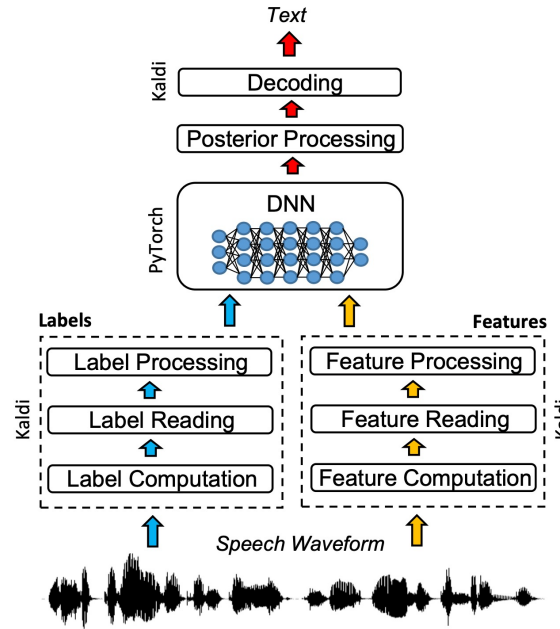 Text
Kaldi
Decoding
Posterior Processing
PyTorch
DNN
Labels
Features
Kaldi
Label Processing
Label Reading
Label Computation
Feature Processing
Feature Reading
Feature Computation
Speech Waveform